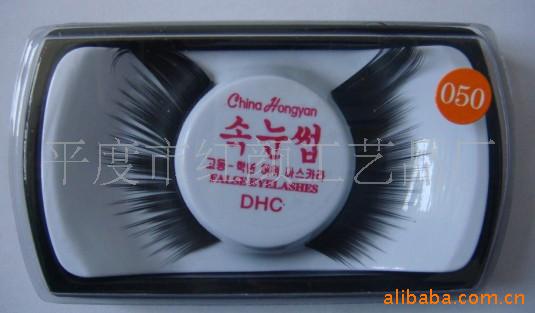 China Hongyan
050
속눈썹
FALSE EYELASHES
DHC
平度市红颜工艺品厂
alibaba.com.cn